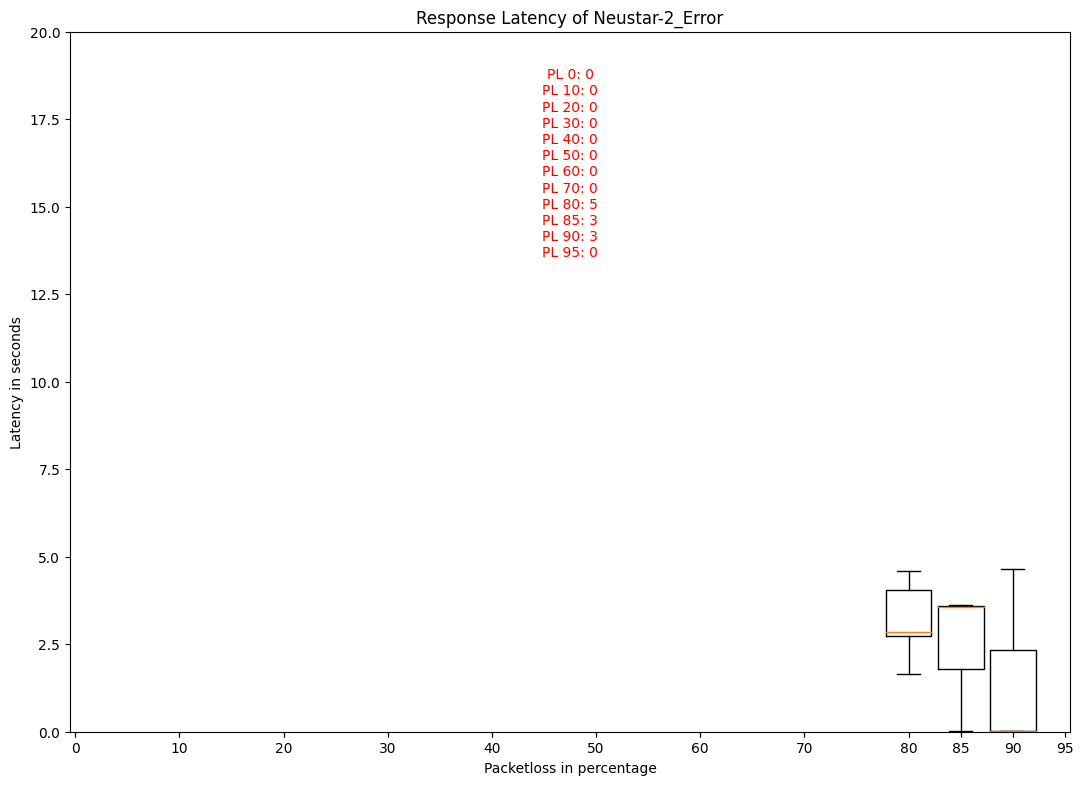 Response Latency of Neustar-2_Error
20.0
17.5
15.0
12.5
10.0
7.5
5.0
2.5
0.0
Latency in seconds
PL 0: 0
PL 10: 0
PL 20: 0
PL 30: 0
PL 40: 0
PL 50: 0
PL 60: 0
PL 70: 0
PL 80: 5
PL 85: 3
PL 90: 3
PL 95: 0
0 10 20 30 40 50 60 70 80 85 90 95
Packetloss in percentage